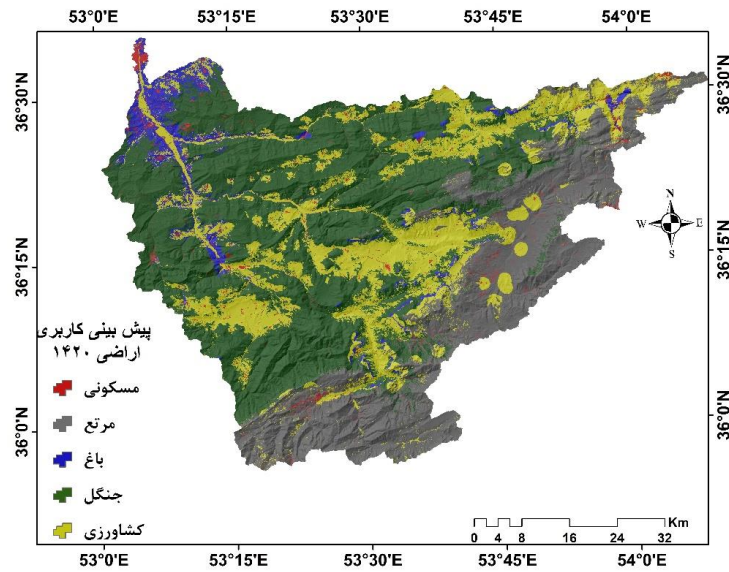 53°0'E 53°15'E 53°30'E 53°45'E 54°0'E
36°30'N 36°30'N
N
W E
S
36°15'N 36°15'N
پیش بینی کاربری
اراضی ۱۴۲۰
مسکونی
مرتع
باغ
جنگل
کشاورزی
36°0'N 36°0'N
Km
0 4 8 16 24 32
53°0'E 53°15'E 53°30'E 53°45'E 54°0'E